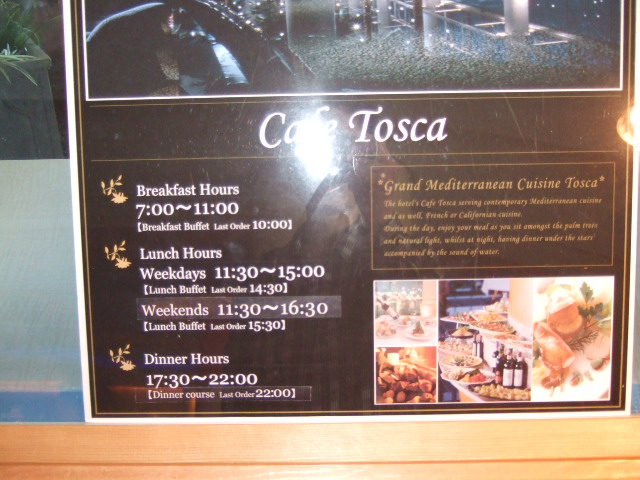 Cafe Tosca
Breakfast Hours
7:00〜11:00
【Breakfast Buffet Last Order 10:00】
Lunch Hours
Weekdays 11:30〜15:00
【Lunch Buffet Last Order 14:30】
Weekends 11:30〜16:30
【Lunch Buffet Last Order 15:30】
Dinner Hours
17:30〜22:00
【Dinner course Last Order 22:00】
*Grand Mediterranean Cuisine Tosca*
The hotel's Cafe Tosca serving contemporary Mediterranean cuisine
and as well, French or Californian cuisine.
During the day, enjoy your meal as you sit amongst the palm trees
and natural light, whilst at night, having dinner under the stars'
accompanied by the sound of water.